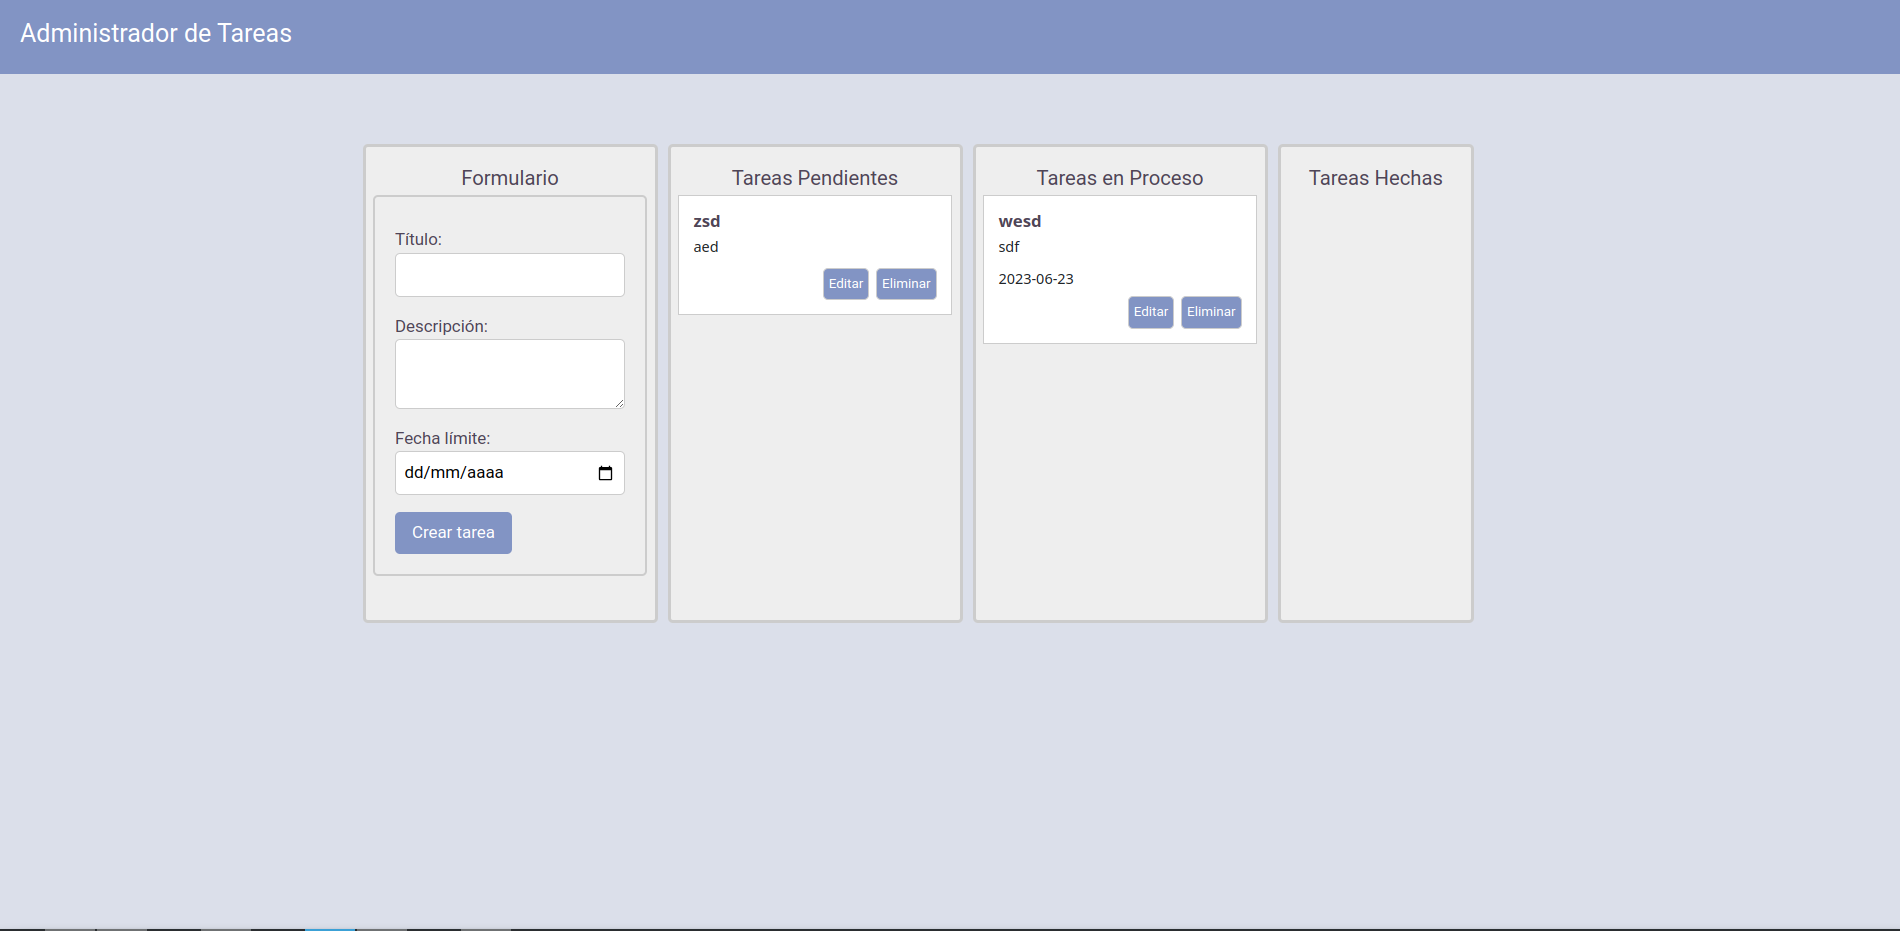 Administrador de Tareas
Formulario
Título:
Descripción:
Fecha límite:
dd/mm/aaaa
Crear tarea
Tareas Pendientes
zsd
aed
Editar Eliminar
Tareas en Proceso
wesd
sdf
2023-06-23
Editar Eliminar
Tareas Hechas